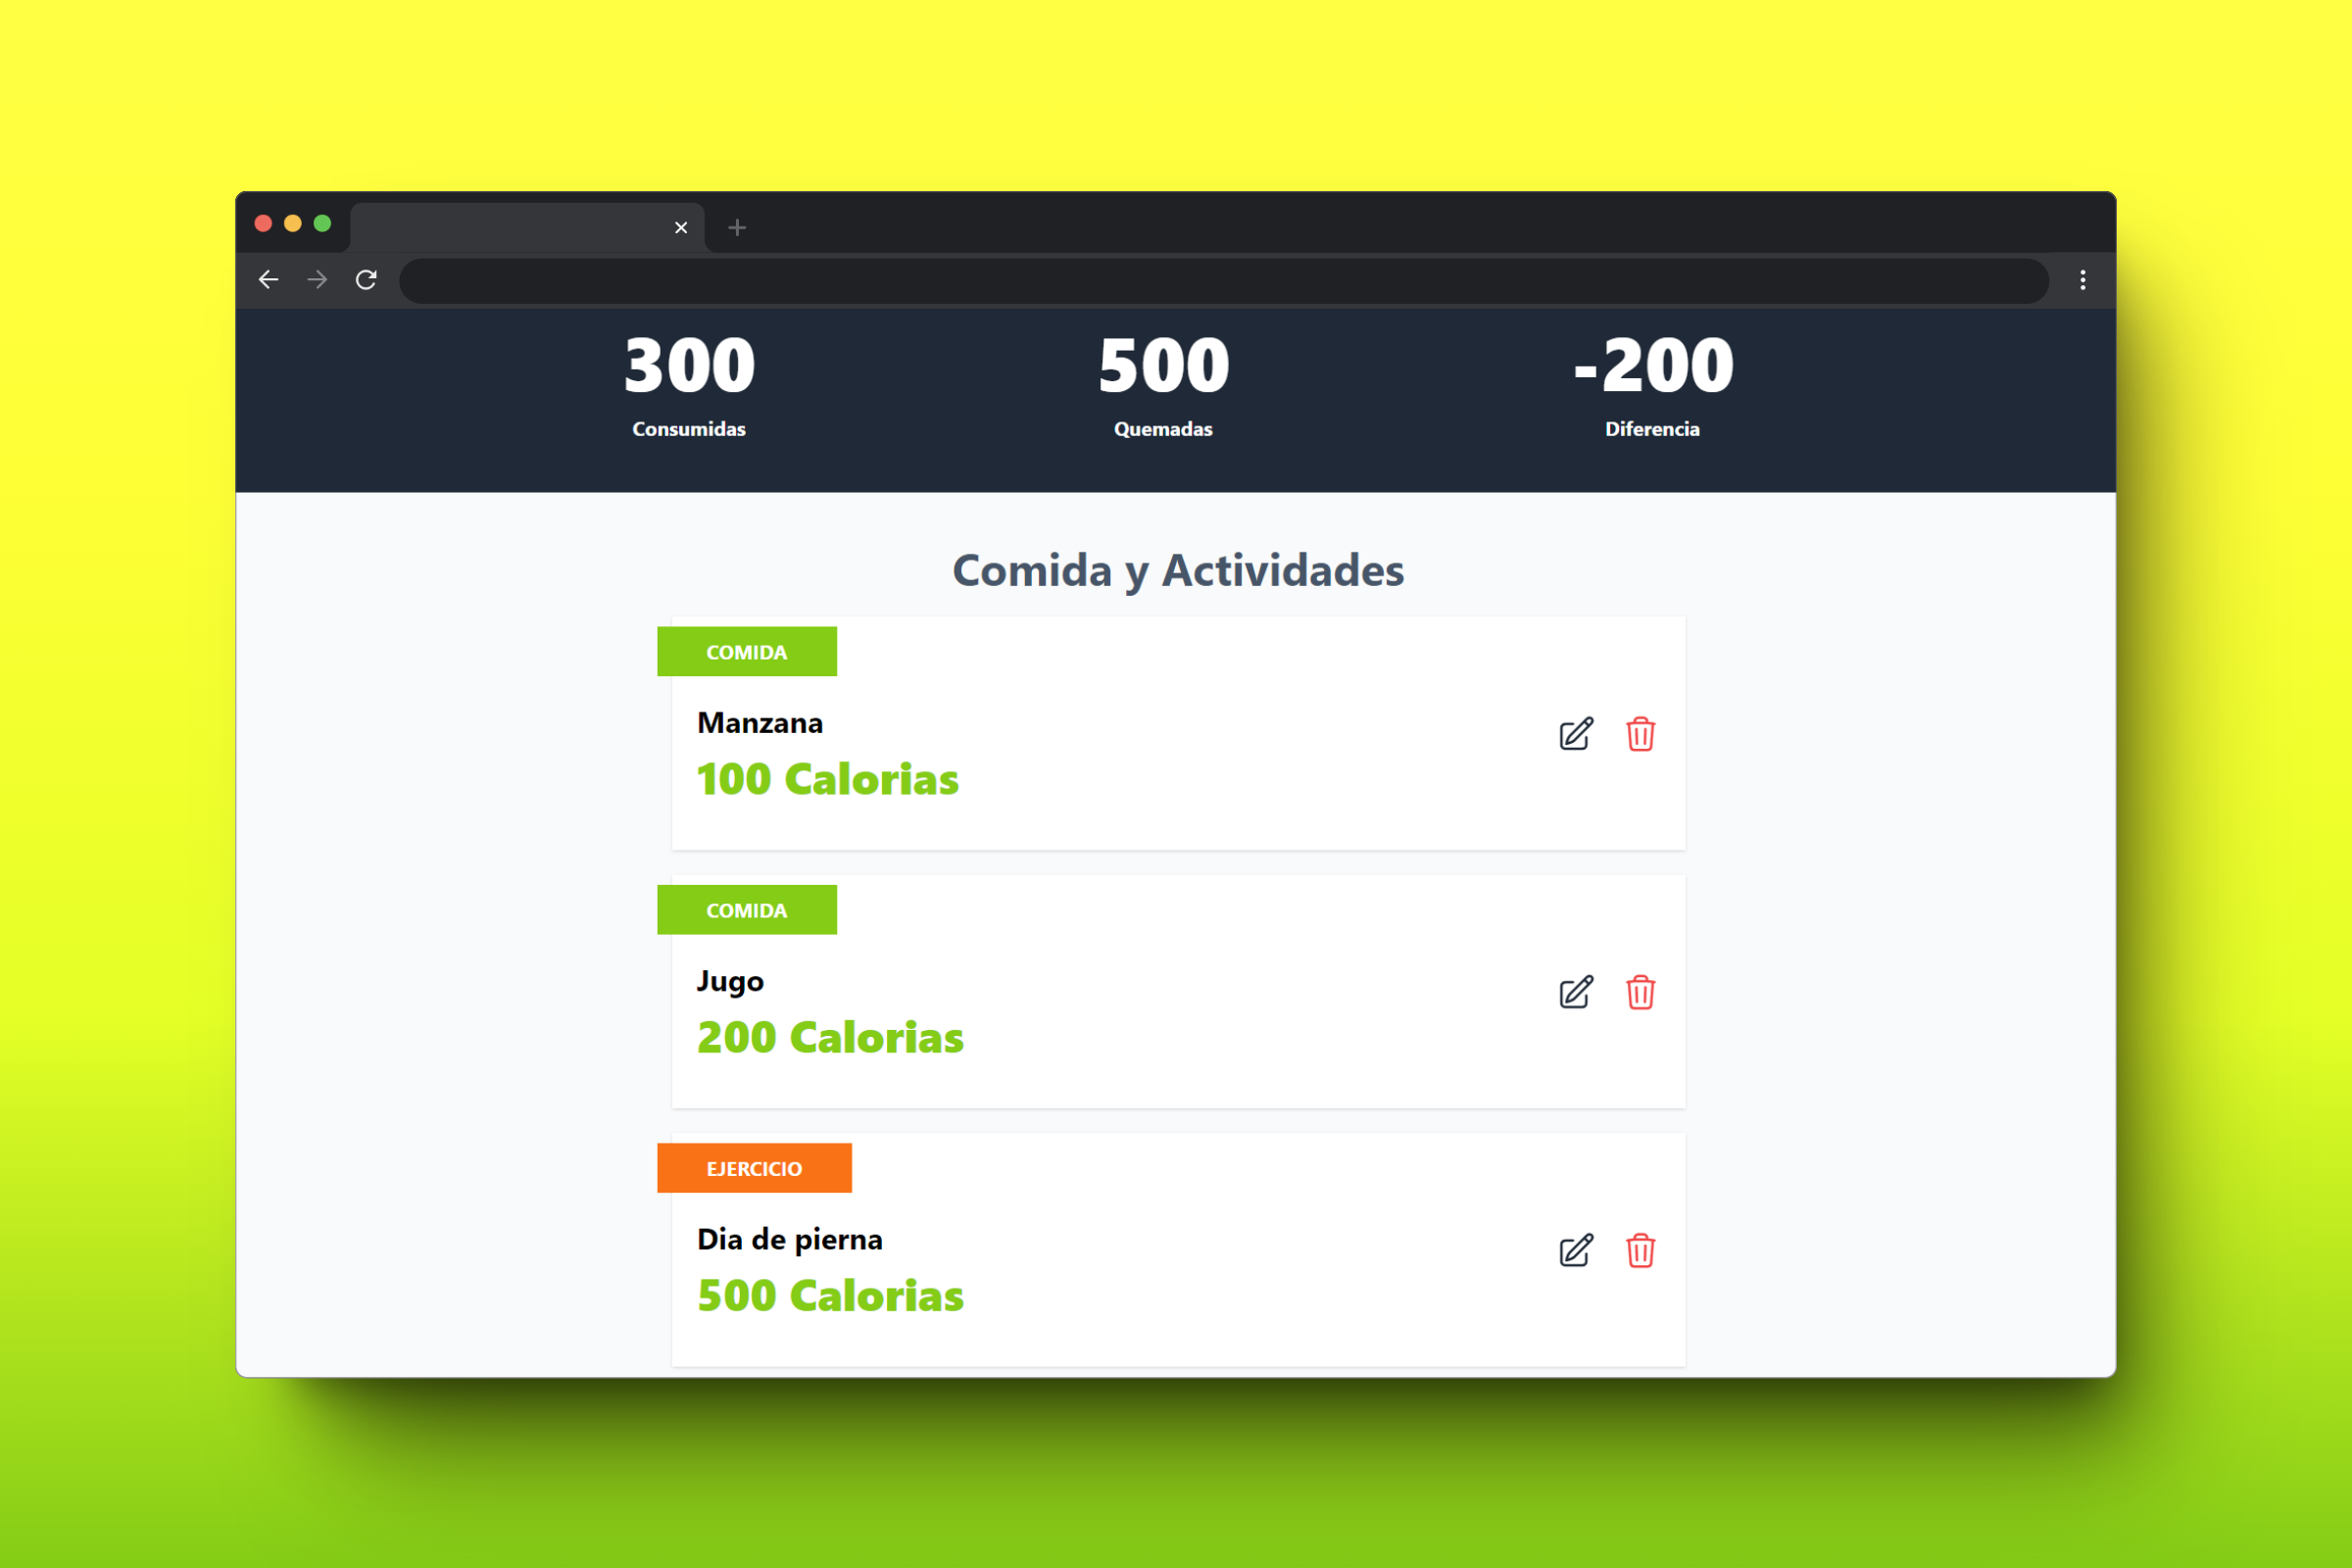 300 500 -200
Consumidas Quemadas Diferencia
Comida y Actividades
COMIDA
Manzana
100 Calorias
COMIDA
Jugo
200 Calorias
EJERCICIO
Dia de pierna
500 Calorias